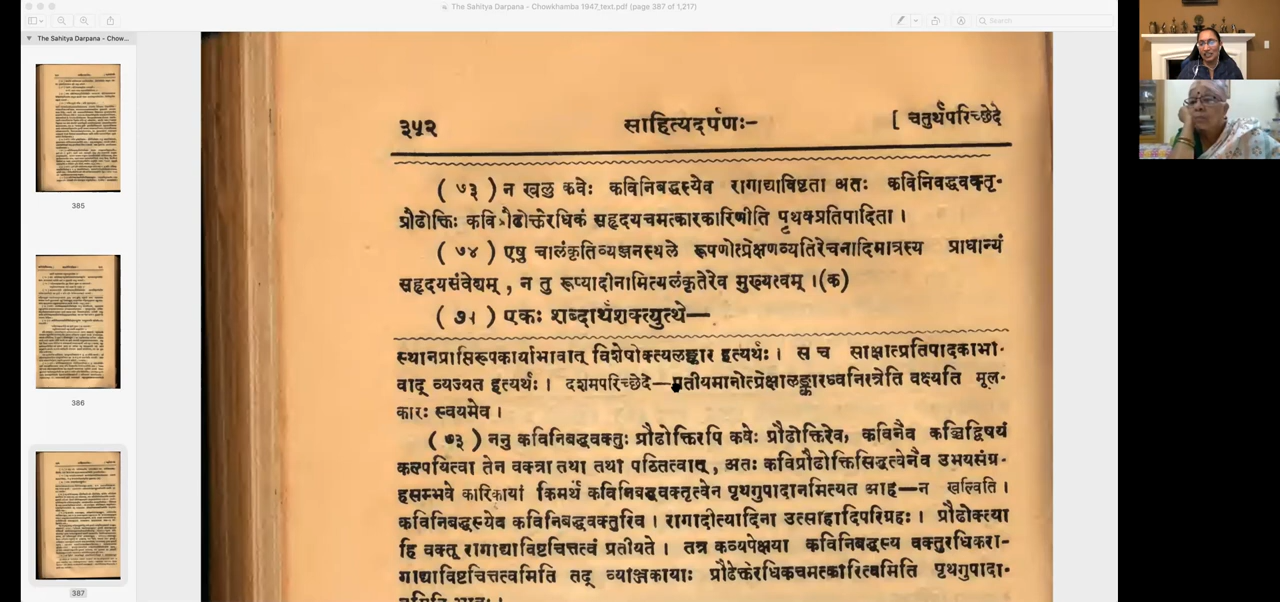 The Sahitya Darpana - Chowkhamba 1947_text.pdf (page 387 of 1,217)
Search
The Sahitya Darpana - Chow...
385
386
387
३५२ साहित्यदर्पणः- [ चतुर्थपरिच्छेदे
( ७३ ) न खलु कवेः कविनिबद्धस्येव रागाद्याविष्टता अतः कविनिबद्धवक्तृ-
प्रौढोक्तिः कवि ौढोक्तेरधिकं सहृदयचमत्कारकारिणीति पृथक्प्रतिपादिता ।
( ७४ ) एषु चालंकृतिव्यञ्जनस्थले रूपणोत्प्रेक्षणव्यतिरेचनादिमात्रस्य प्राधान्यं
सहृदयसंवेद्यम् , न तु रूप्यादीनामित्यलंकृतेरेव मुख्यत्वम् । (क)
एकः शब्दार्थशक्त्युत्थे—
स्थानप्राप्तिरूपकार्याभावात् विशेषोक्त्यलङ्कार इत्यर्थः । स च साक्षात्प्रतिपादकाभा-
वाद् व्यज्यत इत्यर्थः । दशमपरिच्छेदे—प्रतीयमानोत्प्रेक्षालङ्कारध्वनिरत्रेति वक्ष्यति मूल-
कारः स्वयमेव ।
( ७३ ) ननु कविनिबद्धवक्तुः प्रौढोक्तिरपि कवेः प्रौढोक्तिरेव, कविनैव कञ्चिद्विषयं
कल्पयित्वा तेन वक्त्रा तथा तथा पठितत्वात् , अतः कविप्रौढोक्तिसिद्धत्वेनैव उभयसंग्र-
हसम्भवे कारिकायां किमर्थं कविनिबद्धवक्तृत्वेन पृथगुपादानमित्यत आह—न खल्विति ।
कविनिबद्धस्येव कविनिबद्धवक्तुरिव । रागादीत्यादिना उत्साहादिपरिग्रहः । प्रौढोक्त्या
हि वक्तृ रागाद्याविष्टचित्तत्वं प्रतीयते । तत्र कव्यपेक्षया कविनिबद्धस्य वक्तुरधिकरा-
गाद्याविष्टचित्तत्वमिति तद् व्यञ्जिकायाः प्रौढोक्तेरधिकचमत्कारित्वमिति पृथगुपादा-